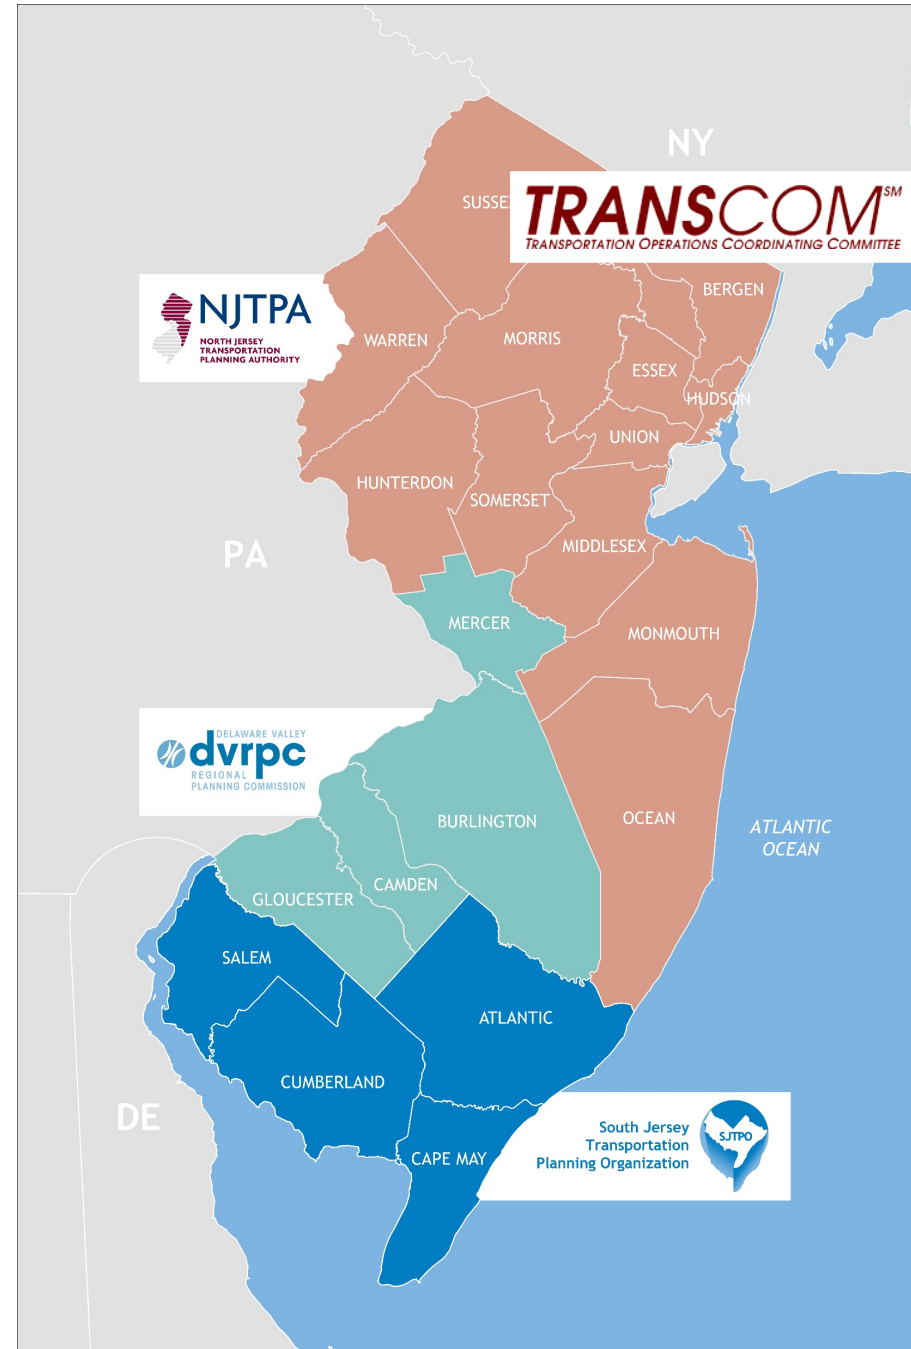 NY
SUSSE
TRANSCOM SM
TRANSPORTATION OPERATIONS COORDINATING COMMITTEE
BERGEN
NJTPA
NORTH JERSEY
TRANSPORTATION
PLANNING AUTHORITY
WARREN
MORRIS
ESSEX
HUDSON
UNION
HUNTERDON
SOMERSET
MIDDLESEX
PA
MERCER
MONMOUTH
DELAWARE VALLEY
dvrpc
REGIONAL
PLANNING COMMISSION
BURLINGTON
OCEAN
ATLANTIC
OCEAN
CAMDEN
GLOUCESTER
SALEM
ATLANTIC
CUMBERLAND
DE
South Jersey
Transportation
Planning Organization
SJTPO
CAPE MAY